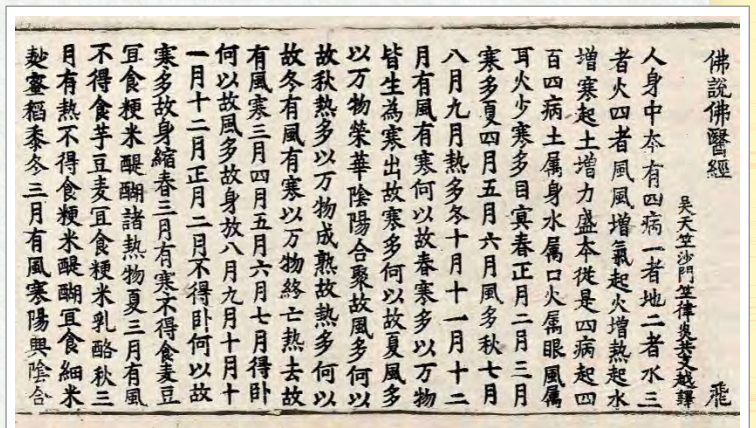 佛說佛醫經 飛
吳天竺沙門竺律炎共支越譯
人身中夲有四病一者地二者水三
者火四者風風增氣起火增熱起水
增寒起土增力盛夲從是四病起四
百四病土属身水属口火属眼風属
耳火少寒多目冥春正月二月三月
寒多夏四月五月六月風多秋七月
八月九月熱多冬十月十一月十二
月有風有寒何以故春寒多以万物
皆生為寒出故寒多何以故夏風多
以万物榮華陰陽合聚故風多何以
故秋熱多以万物成熟故熱多何以
故冬有風有寒以万物終亡熱去故
有風寒三月四月五月六月七月得卧
何以故風多故身放八月九月十月十
一月十二月正月二月不得卧何以故
寒多故身縮春三月有寒不得食麦豆
冝食粳米醍醐諸熱物夏三月有風
不得食芋豆麦冝食粳米乳酪秋三
月有熱不得食粳米醍醐冝食細米
麨蜜稻黍冬三月有風寒陽興陰合